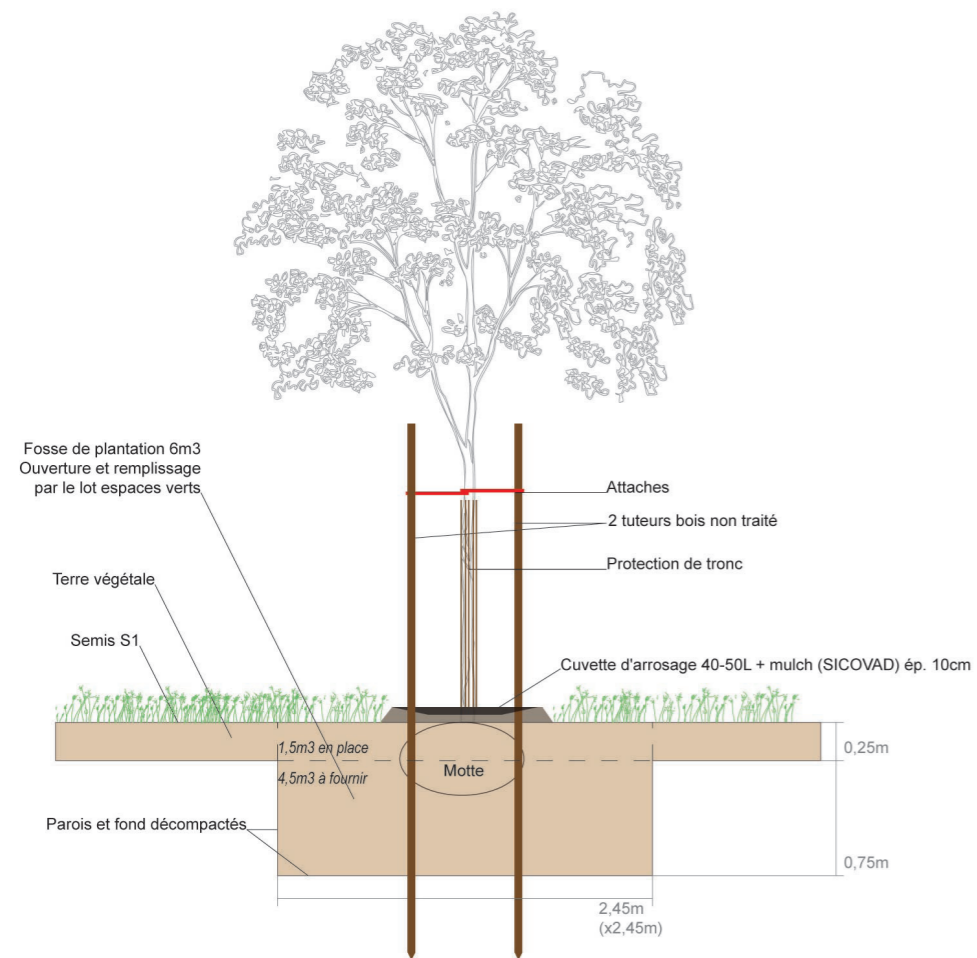 Fosse de plantation 6m3
Ouverture et remplissage
par le lot espaces verts
Attaches
2 tuteurs bois non traité
Protection de tronc
Terre végétale
Semis S1
Cuvette d'arrosage 40-50L + mulch (SICOVAD) ép. 10cm
1,5m3 en place
0,25m
4,5m3 à fournir
Motte
Parois et fond décompactés
0,75m
2,45m
(x2,45m)